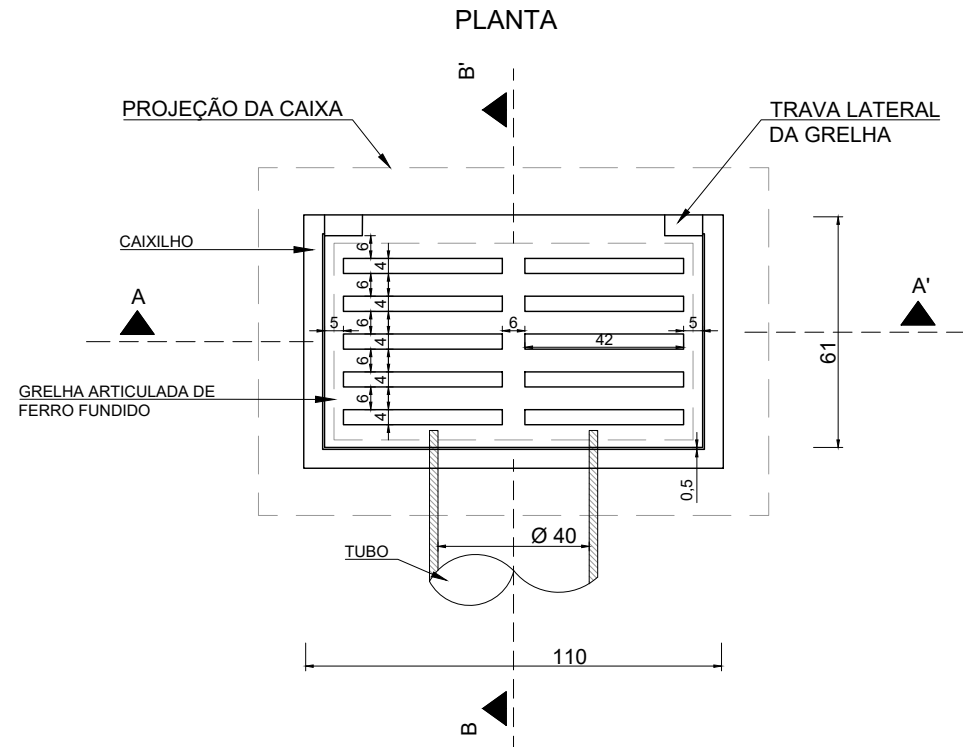 PLANTA
B'
PROJEÇÃO DA CAIXA
TRAVA LATERAL
DA GRELHA
CAIXILHO
6
4
6
4
A
A'
5
6
6
5
4
42
61
6
4
GRELHA ARTICULADA DE
FERRO FUNDIDO
6
4
0,5
Ø 40
TUBO
110
B